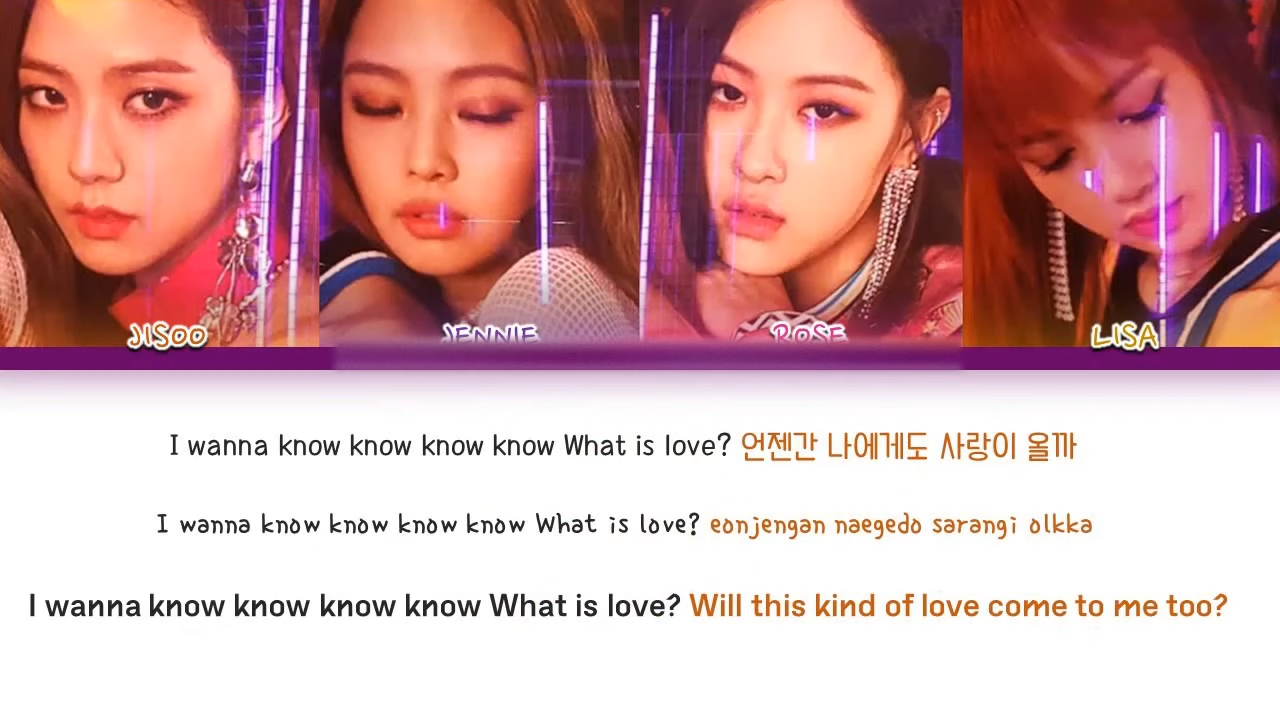 JISOO JENNIE ROSE LISA
I wanna know know know know What is love? 언젠간 나에게도 사랑이 올까
I wanna know know know know What is love? eonjengan naegedo sarangi olkka
I wanna know know know know What is love? Will this kind of love come to me too?